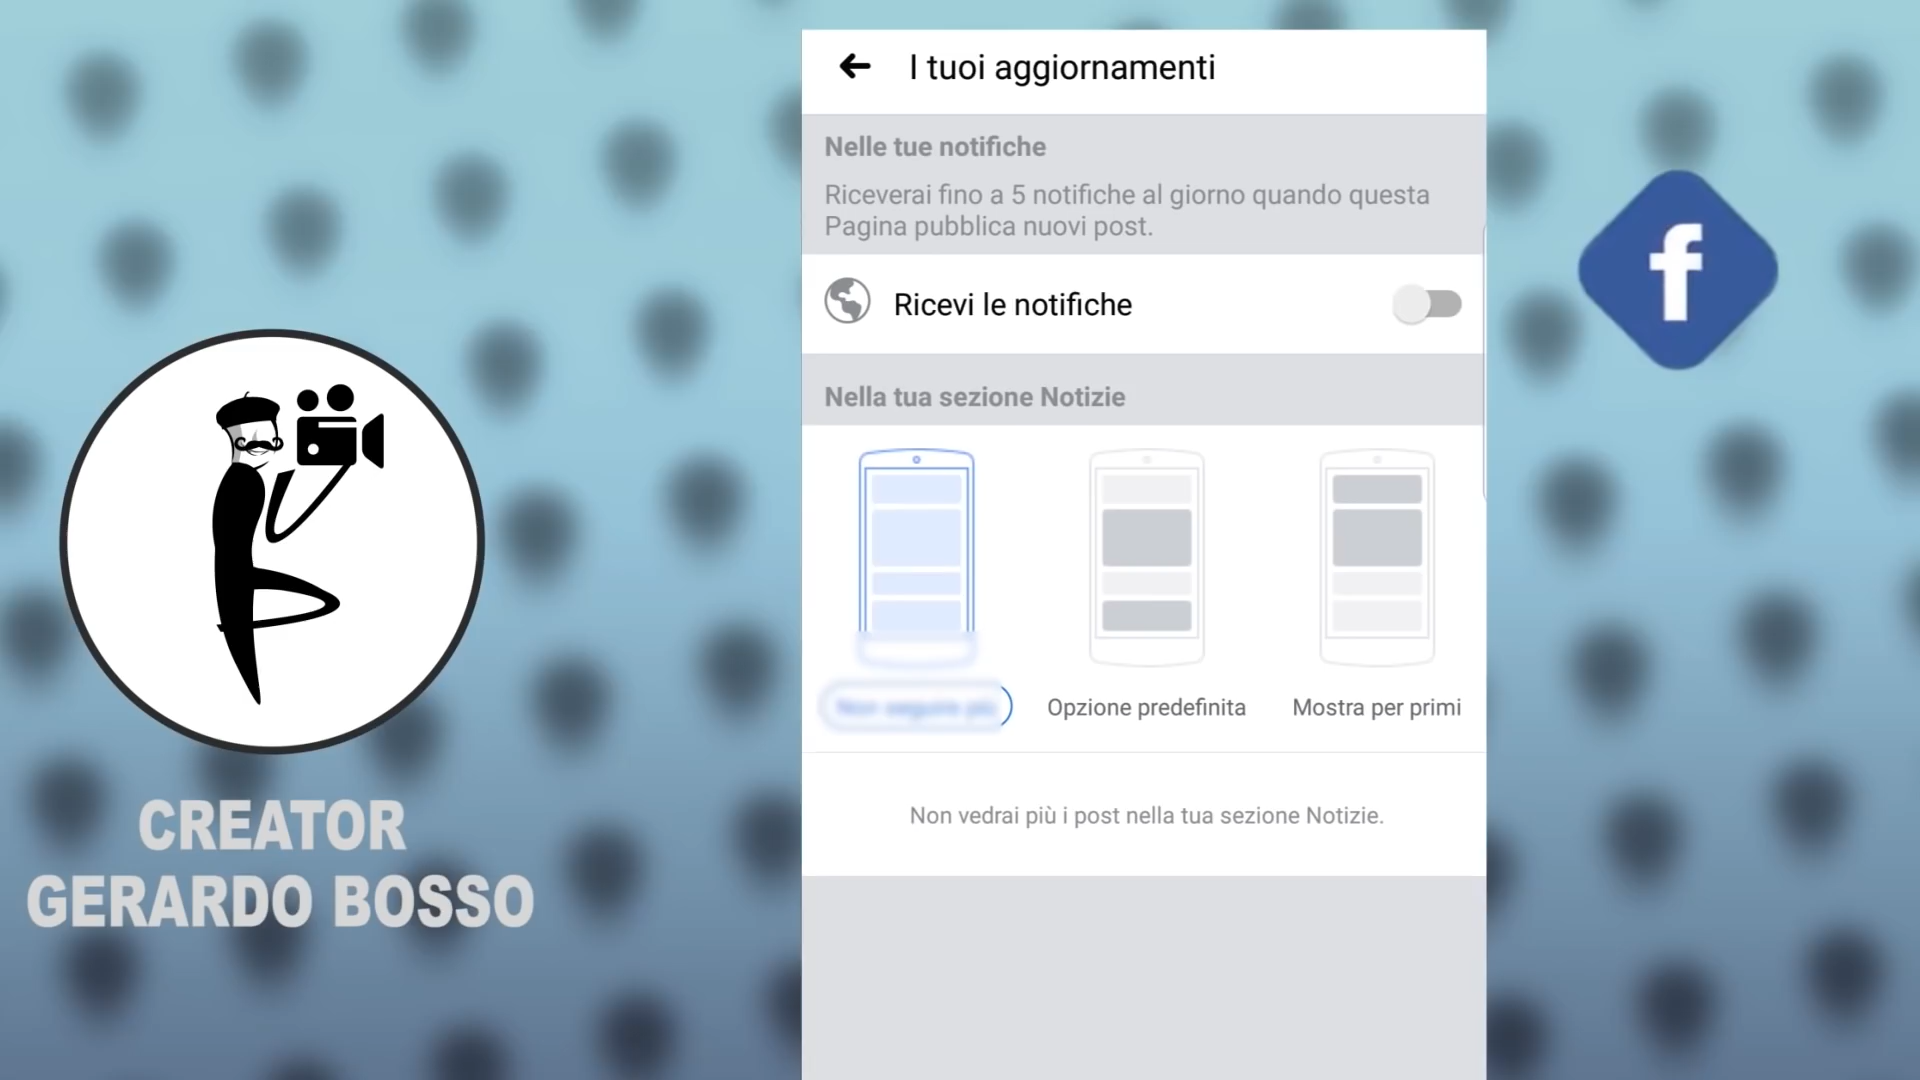 I tuoi aggiornamenti
Nelle tue notifiche
Riceverai fino a 5 notifiche al giorno quando questa
Pagina pubblica nuovi post.
Ricevi le notifiche
Nella tua sezione Notizie
Opzione predefinita
Mostra per primi
Non vedrai più i post nella tua sezione Notizie.
f
CREATOR
GERARDO BOSSO